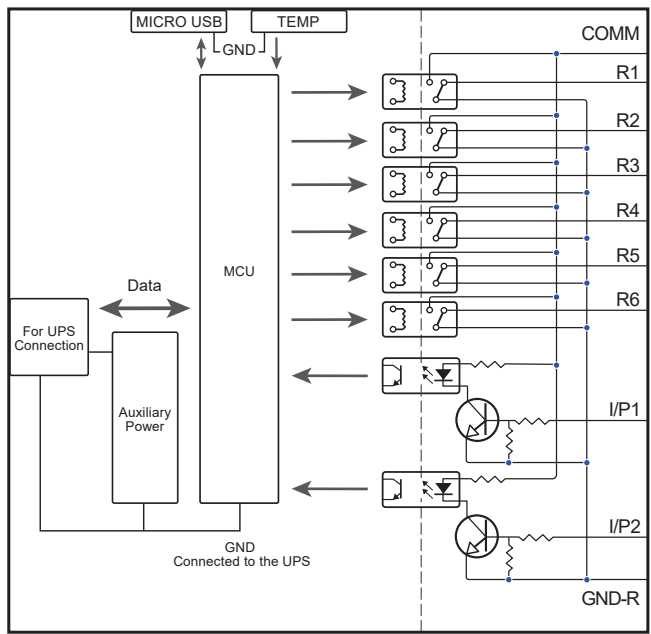 MICRO USB
TEMP
GND
COMM
R1
R2
R3
R4
R5
R6
MCU
Data
For UPS
Connection
Auxiliary
Power
I/P1
I/P2
GND
Connected to the UPS
GND-R